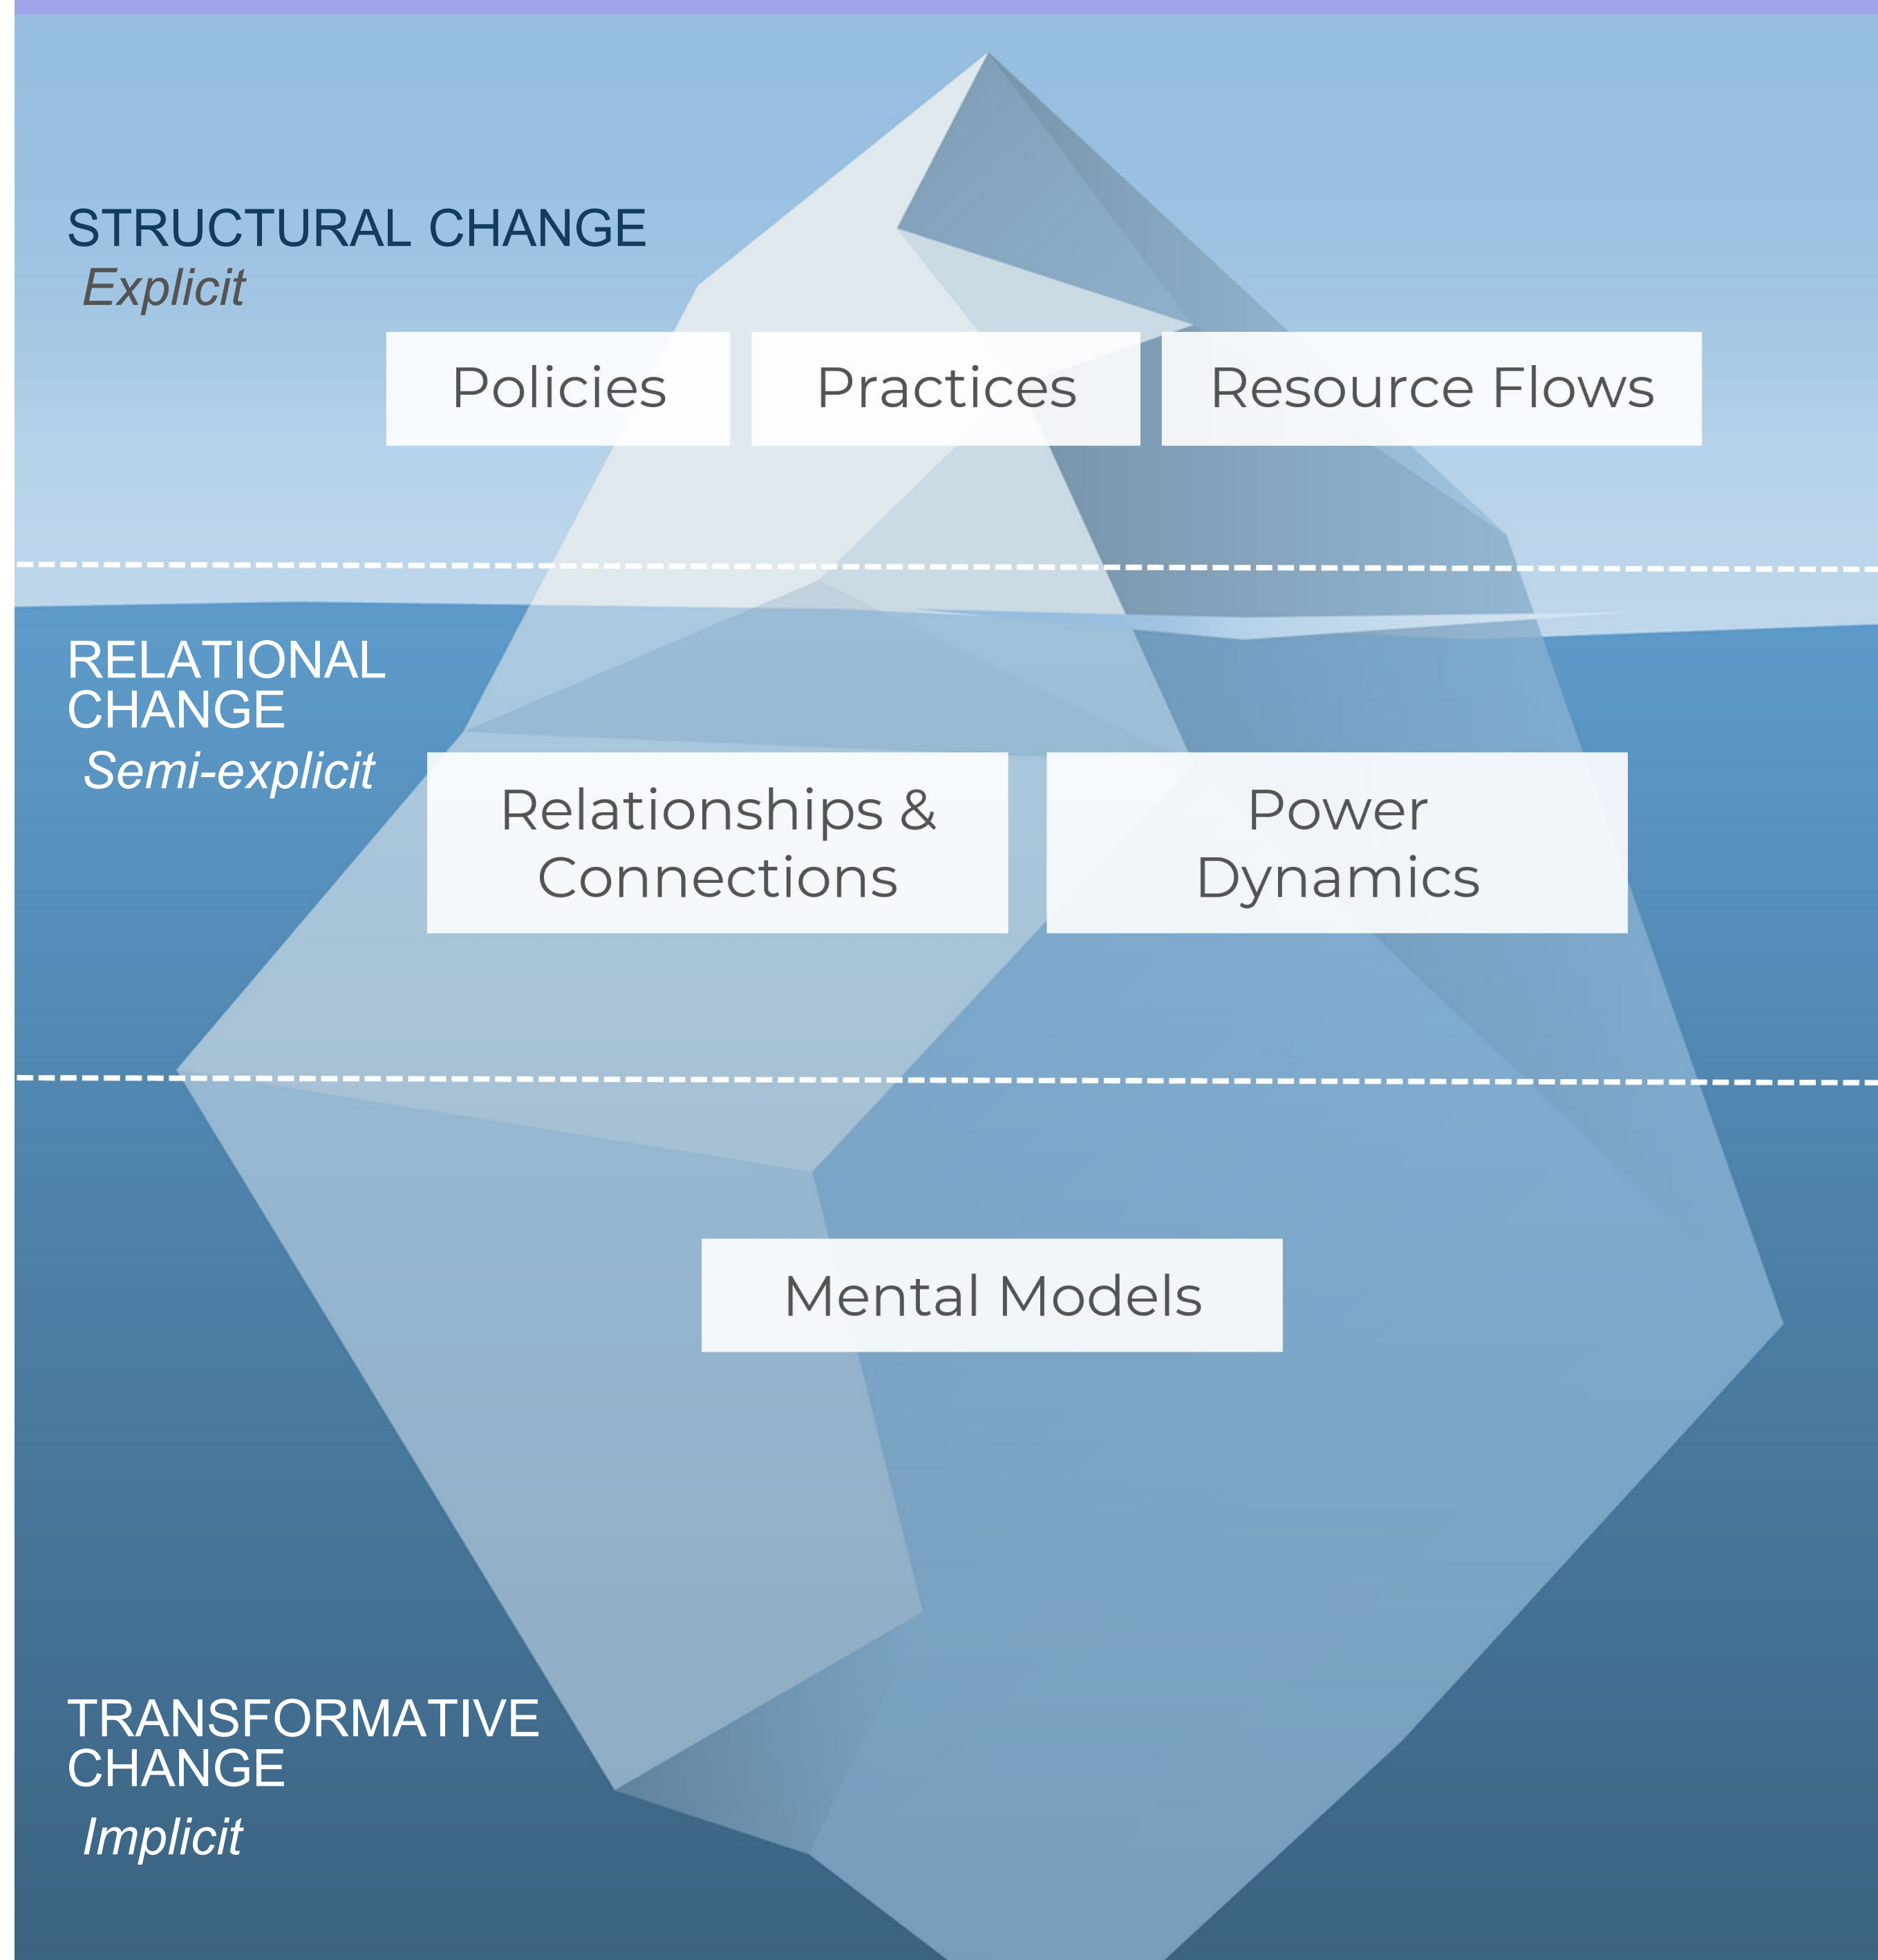 STRUCTURAL CHANGE
Explicit
Policies
Practices
Resource Flows
RELATIONAL
CHANGE
Semi-explicit
Relationships &
Connections
Power
Dynamics
Mental Models
TRANSFORMATIVE
CHANGE
Implicit